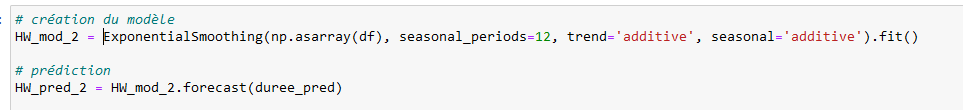 # création du modèle
HW_mod_2 = ExponentialSmoothing(np.asarray(df), seasonal_periods=12, trend='additive', seasonal='additive').fit()
# prédiction
HW_pred_2 = HW_mod_2.forecast(duree_pred)